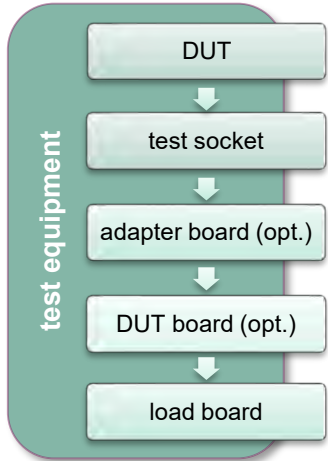 test equipment
DUT
test socket
adapter board (opt.)
DUT board (opt.)
load board